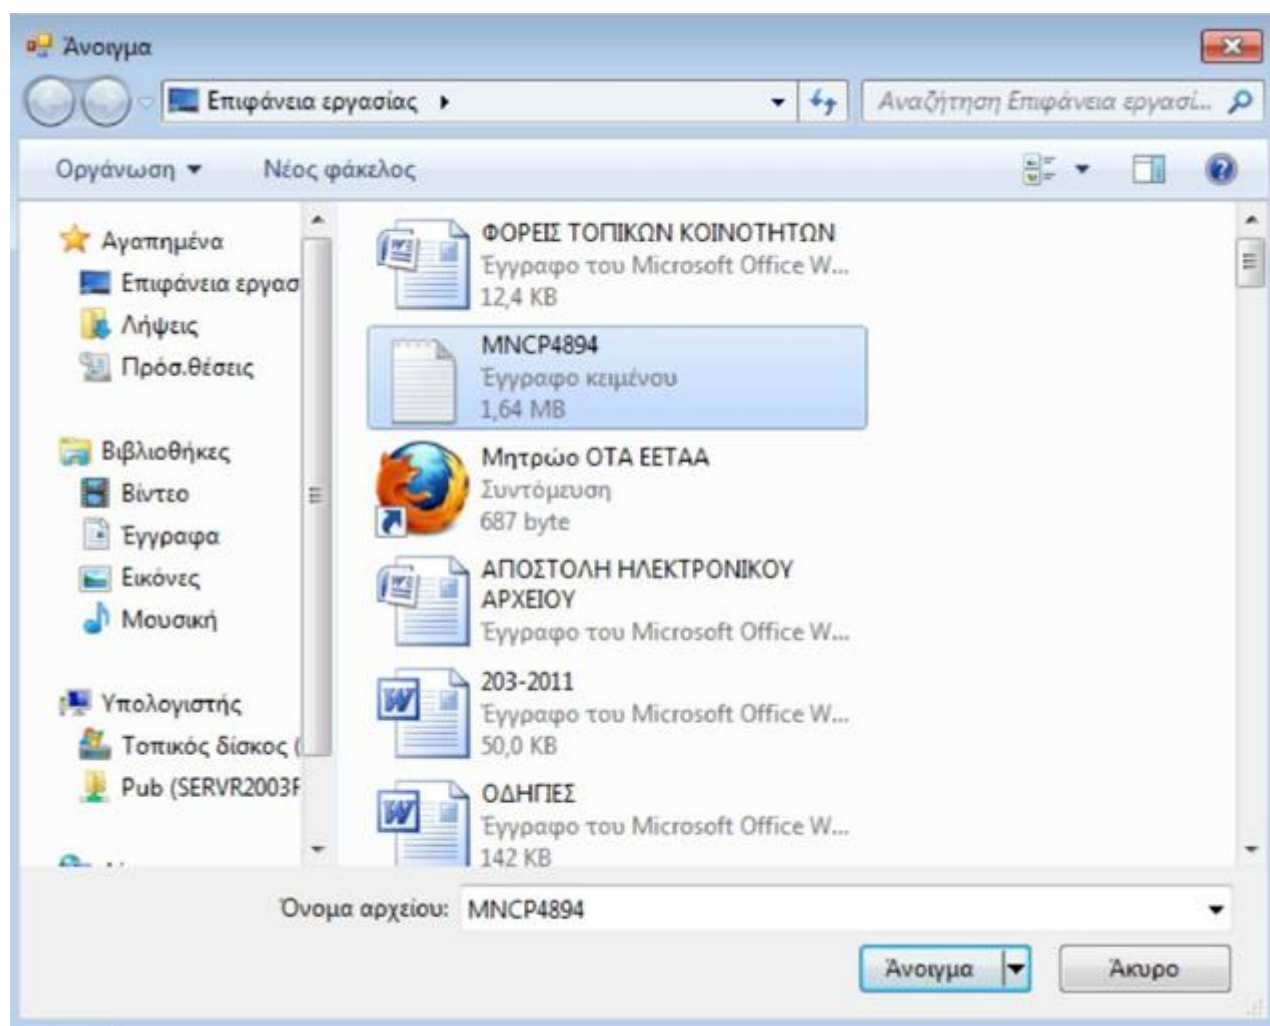 Άνοιγμα
Επιφάνεια εργασίας
Αναζήτηση Επιφάνεια εργασί...
Οργάνωση
Νέος φάκελος
Αγαπημένα
Επιφάνεια εργασ
Λήψεις
Πρόσ.θέσεις
Βιβλιοθήκες
Βίντεο
Έγγραφα
Εικόνες
Μουσική
Υπολογιστής
Τοπικός δίσκος (
Pub (SERVR2003F
ΦΟΡΕΙΣ ΤΟΠΙΚΩΝ ΚΟΙΝΟΤΗΤΩΝ
Έγγραφο του Microsoft Office W...
12,4 KB
MNCP4894
Έγγραφο κειμένου
1,64 MB
Μητρώο ΟΤΑ ΕΕΤΑΑ
Συντόμευση
687 byte
ΑΠΟΣΤΟΛΗ ΗΛΕΚΤΡΟΝΙΚΟΥ
ΑΡΧΕΙΟΥ
Έγγραφο του Microsoft Office W...
203-2011
Έγγραφο του Microsoft Office W...
50,0 KB
ΟΔΗΓΙΕΣ
Έγγραφο του Microsoft Office W...
142 KB
Όνομα αρχείου:
MNCP4894
Άνοιγμα
Άκυρο